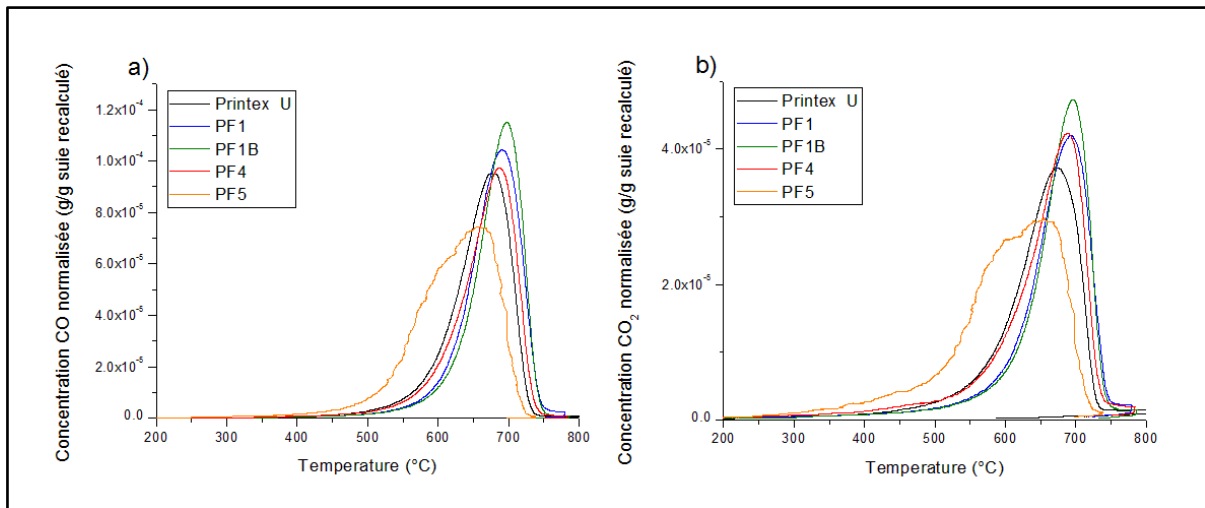 a)
Concentration CO normalisée (g/g suie recalculé)
1.2x10⁻⁴
1.0x10⁻⁴
8.0x10⁻⁵
6.0x10⁻⁵
4.0x10⁻⁵
2.0x10⁻⁵
0.0
Printex U
PF1
PF1B
PF4
PF5
200 300 400 500 600 700 800
Temperature (°C)
b)
Concentration CO₂ normalisée (g/g suie recalculé)
4.0x10⁻⁵
2.0x10⁻⁵
0.0
Printex U
PF1
PF1B
PF4
PF5
200 300 400 500 600 700 800
Temperature (°C)